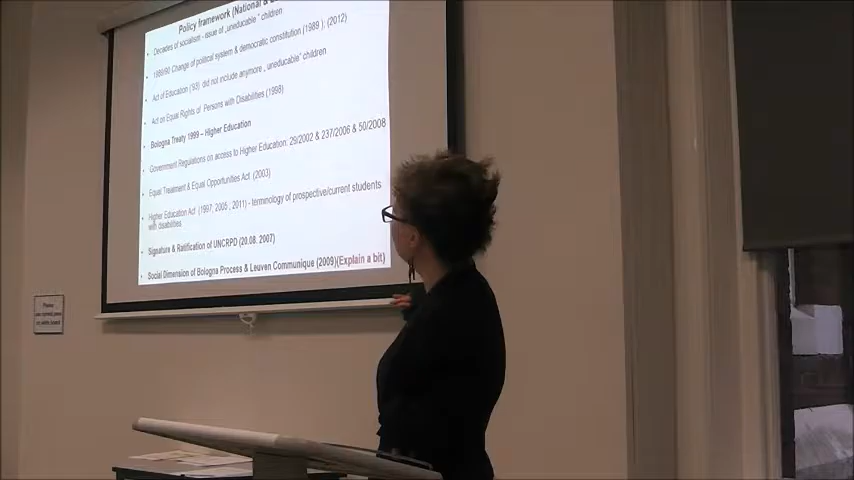 Policy framework (National &
Decades of socialism - issue of „uneducable" children
1989/90 Change of political system & democratic constitution (1989 ); (2012)
Act of Education ('93) did not include anymore „uneducable" children
Act on Equal Rights of Persons with Disabilities (1998)
Bologna Treaty 1999 – Higher Education
Government Regulations on access to Higher Education: 29/2002 & 237/2006 & 50/2008
Equal Treatment & Equal Opportunities Act (2003)
Higher Education Act (1997, 2005 , 2011) - terminology of prospective/current students
with disabilities
Signature & Ratification of UNCRPD (20.08. 2007)
Social Dimension of Bologna Process & Leuven Communique (2009)(Explain a bit)
Please